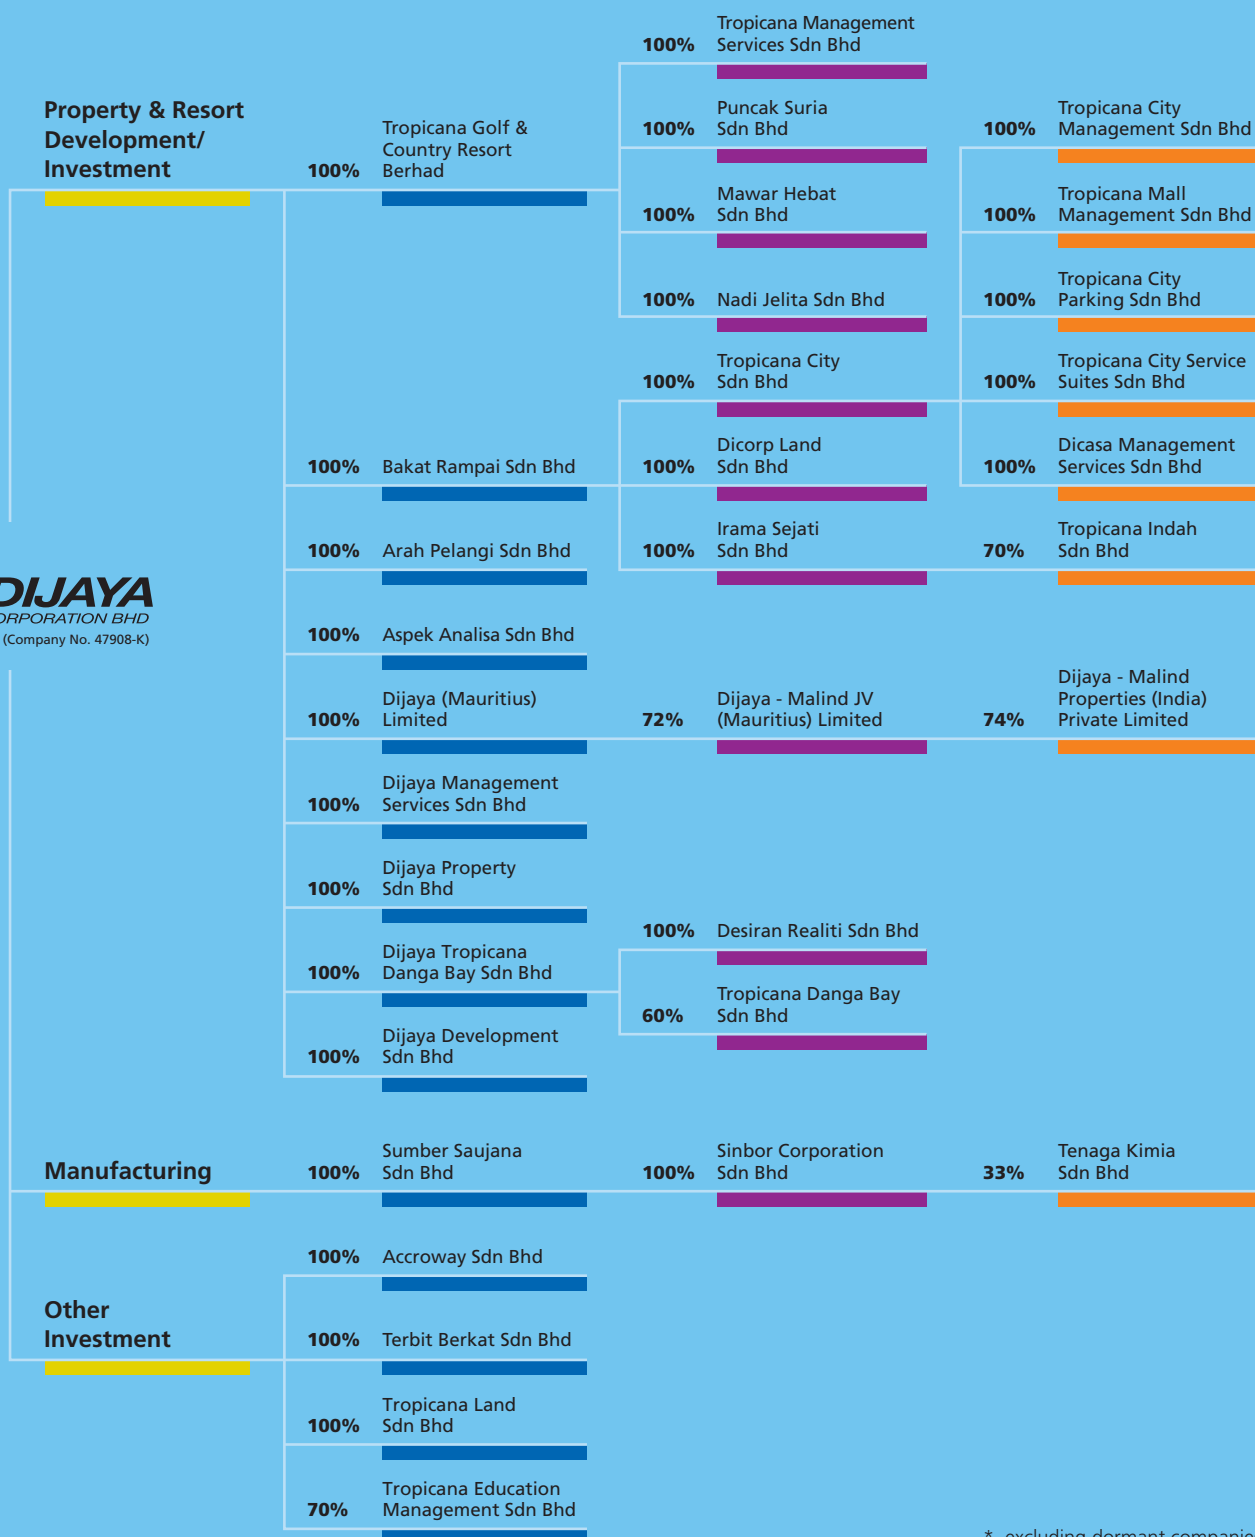 Property & Resort
Development/
Investment
100%
Tropicana Golf &
Country Resort
Berhad
100%
Tropicana Management
Services Sdn Bhd
100%
Puncak Suria
Sdn Bhd
100%
Mawar Hebat
Sdn Bhd
100%
Nadi Jelita Sdn Bhd
100%
Bakat Rampai Sdn Bhd
100%
Tropicana City
Sdn Bhd
100%
Tropicana City
Management Sdn Bhd
100%
Tropicana Mall
Management Sdn Bhd
100%
Tropicana City
Parking Sdn Bhd
100%
Tropicana City Service
Suites Sdn Bhd
100%
Dicasa Management
Services Sdn Bhd
100%
Dicorp Land
Sdn Bhd
100%
Irama Sejati
Sdn Bhd
70%
Tropicana Indah
Sdn Bhd
100%
Arah Pelangi Sdn Bhd
DIJAYA
ORPORATION BHD
(Company No. 47908-K)
100%
Aspek Analisa Sdn Bhd
100%
Dijaya (Mauritius)
Limited
72%
Dijaya - Malind JV
(Mauritius) Limited
74%
Dijaya - Malind
Properties (India)
Private Limited
100%
Dijaya Management
Services Sdn Bhd
100%
Dijaya Property
Sdn Bhd
100%
Dijaya Tropicana
Danga Bay Sdn Bhd
100%
Desiran Realiti Sdn Bhd
60%
Tropicana Danga Bay
Sdn Bhd
100%
Dijaya Development
Sdn Bhd
Manufacturing
100%
Sumber Saujana
Sdn Bhd
100%
Sinbor Corporation
Sdn Bhd
33%
Tenaga Kimia
Sdn Bhd
Other
Investment
100%
Accroway Sdn Bhd
100%
Terbit Berkat Sdn Bhd
100%
Tropicana Land
Sdn Bhd
70%
Tropicana Education
Management Sdn Bhd
* excluding dormant companie